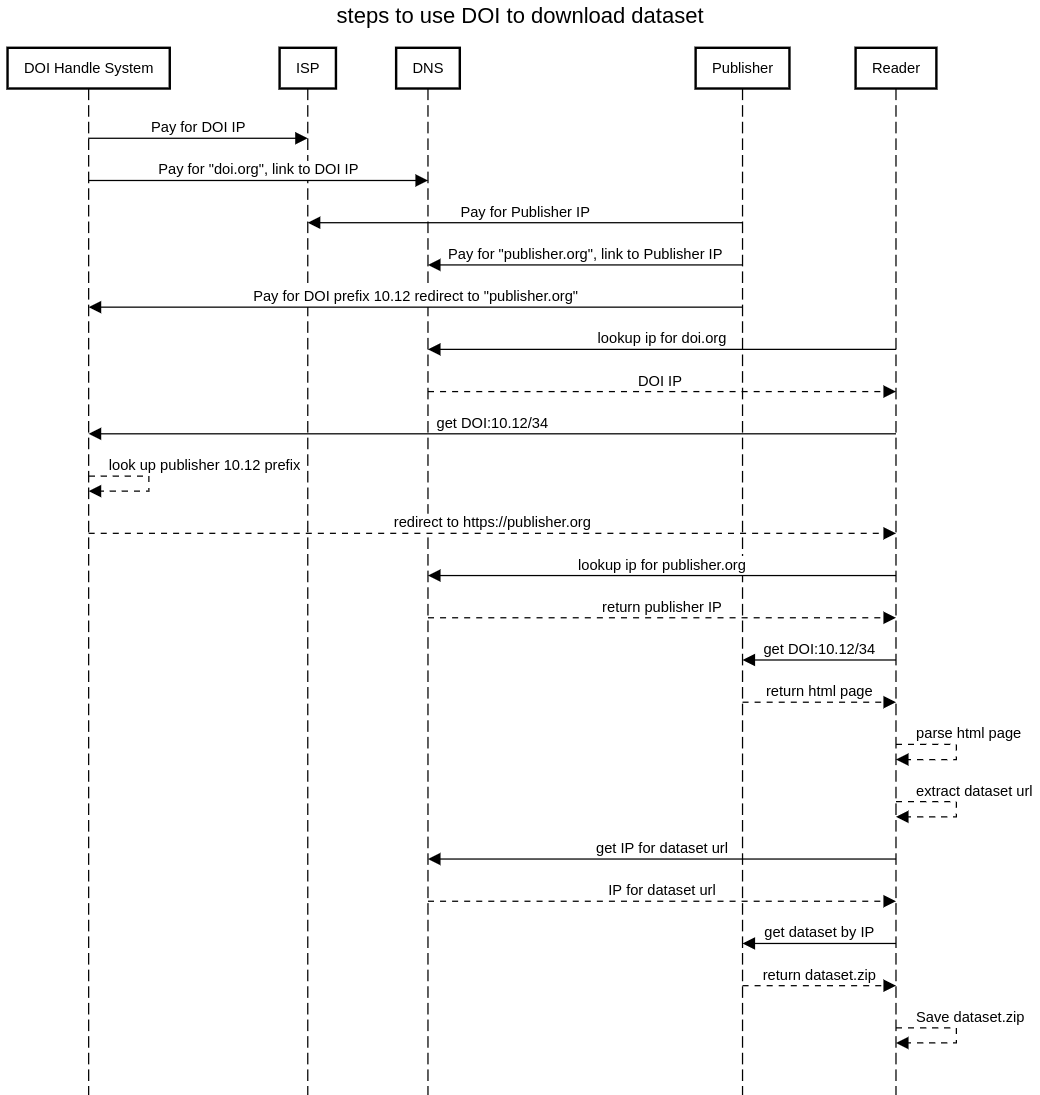 steps to use DOI to download dataset
DOI Handle System
ISP
DNS
Publisher
Reader
Pay for DOI IP
Pay for "doi.org", link to DOI IP
Pay for Publisher IP
Pay for "publisher.org", link to Publisher IP
Pay for DOI prefix 10.12 redirect to "publisher.org"
lookup ip for doi.org
DOI IP
get DOI:10.12/34
look up publisher 10.12 prefix
redirect to https://publisher.org
lookup ip for publisher.org
return publisher IP
get DOI:10.12/34
return html page
parse html page
extract dataset url
get IP for dataset url
IP for dataset url
get dataset by IP
return dataset.zip
Save dataset.zip